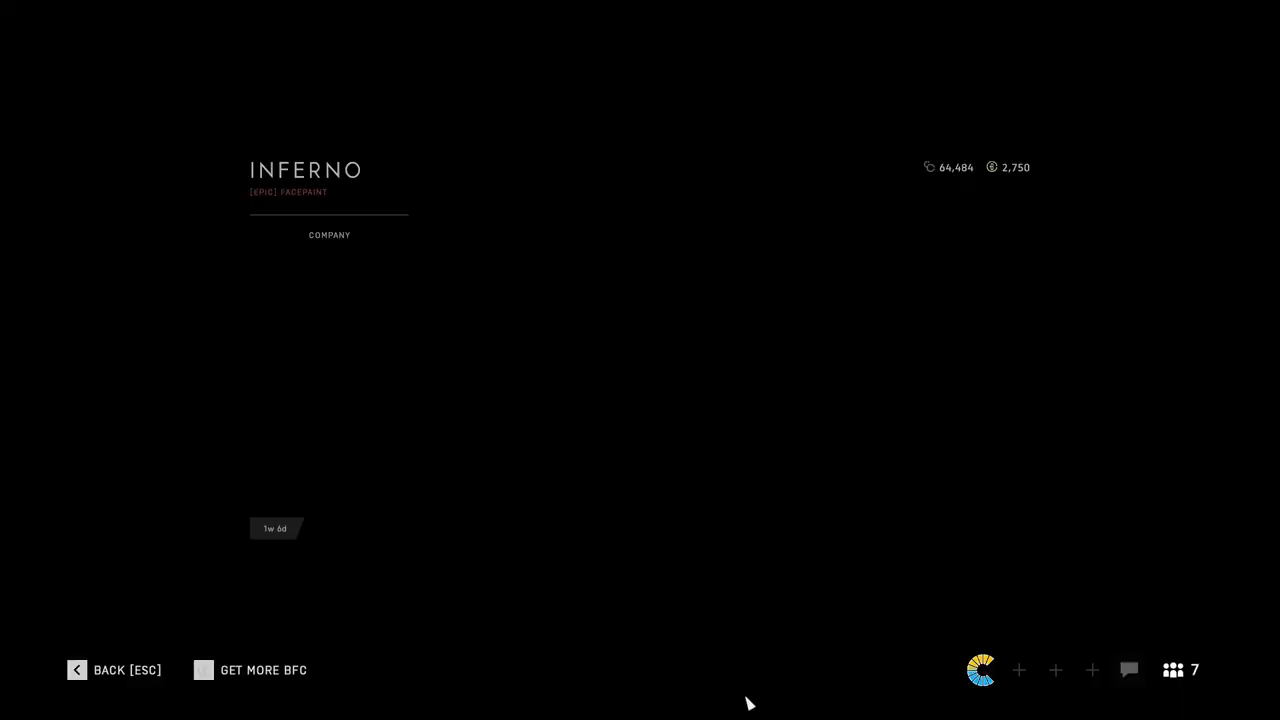 INFERNO
[EPIC] FACEPAINT
64,484 2,750
COMPANY
1w 6d
BACK [ESC] GET MORE BFC
7